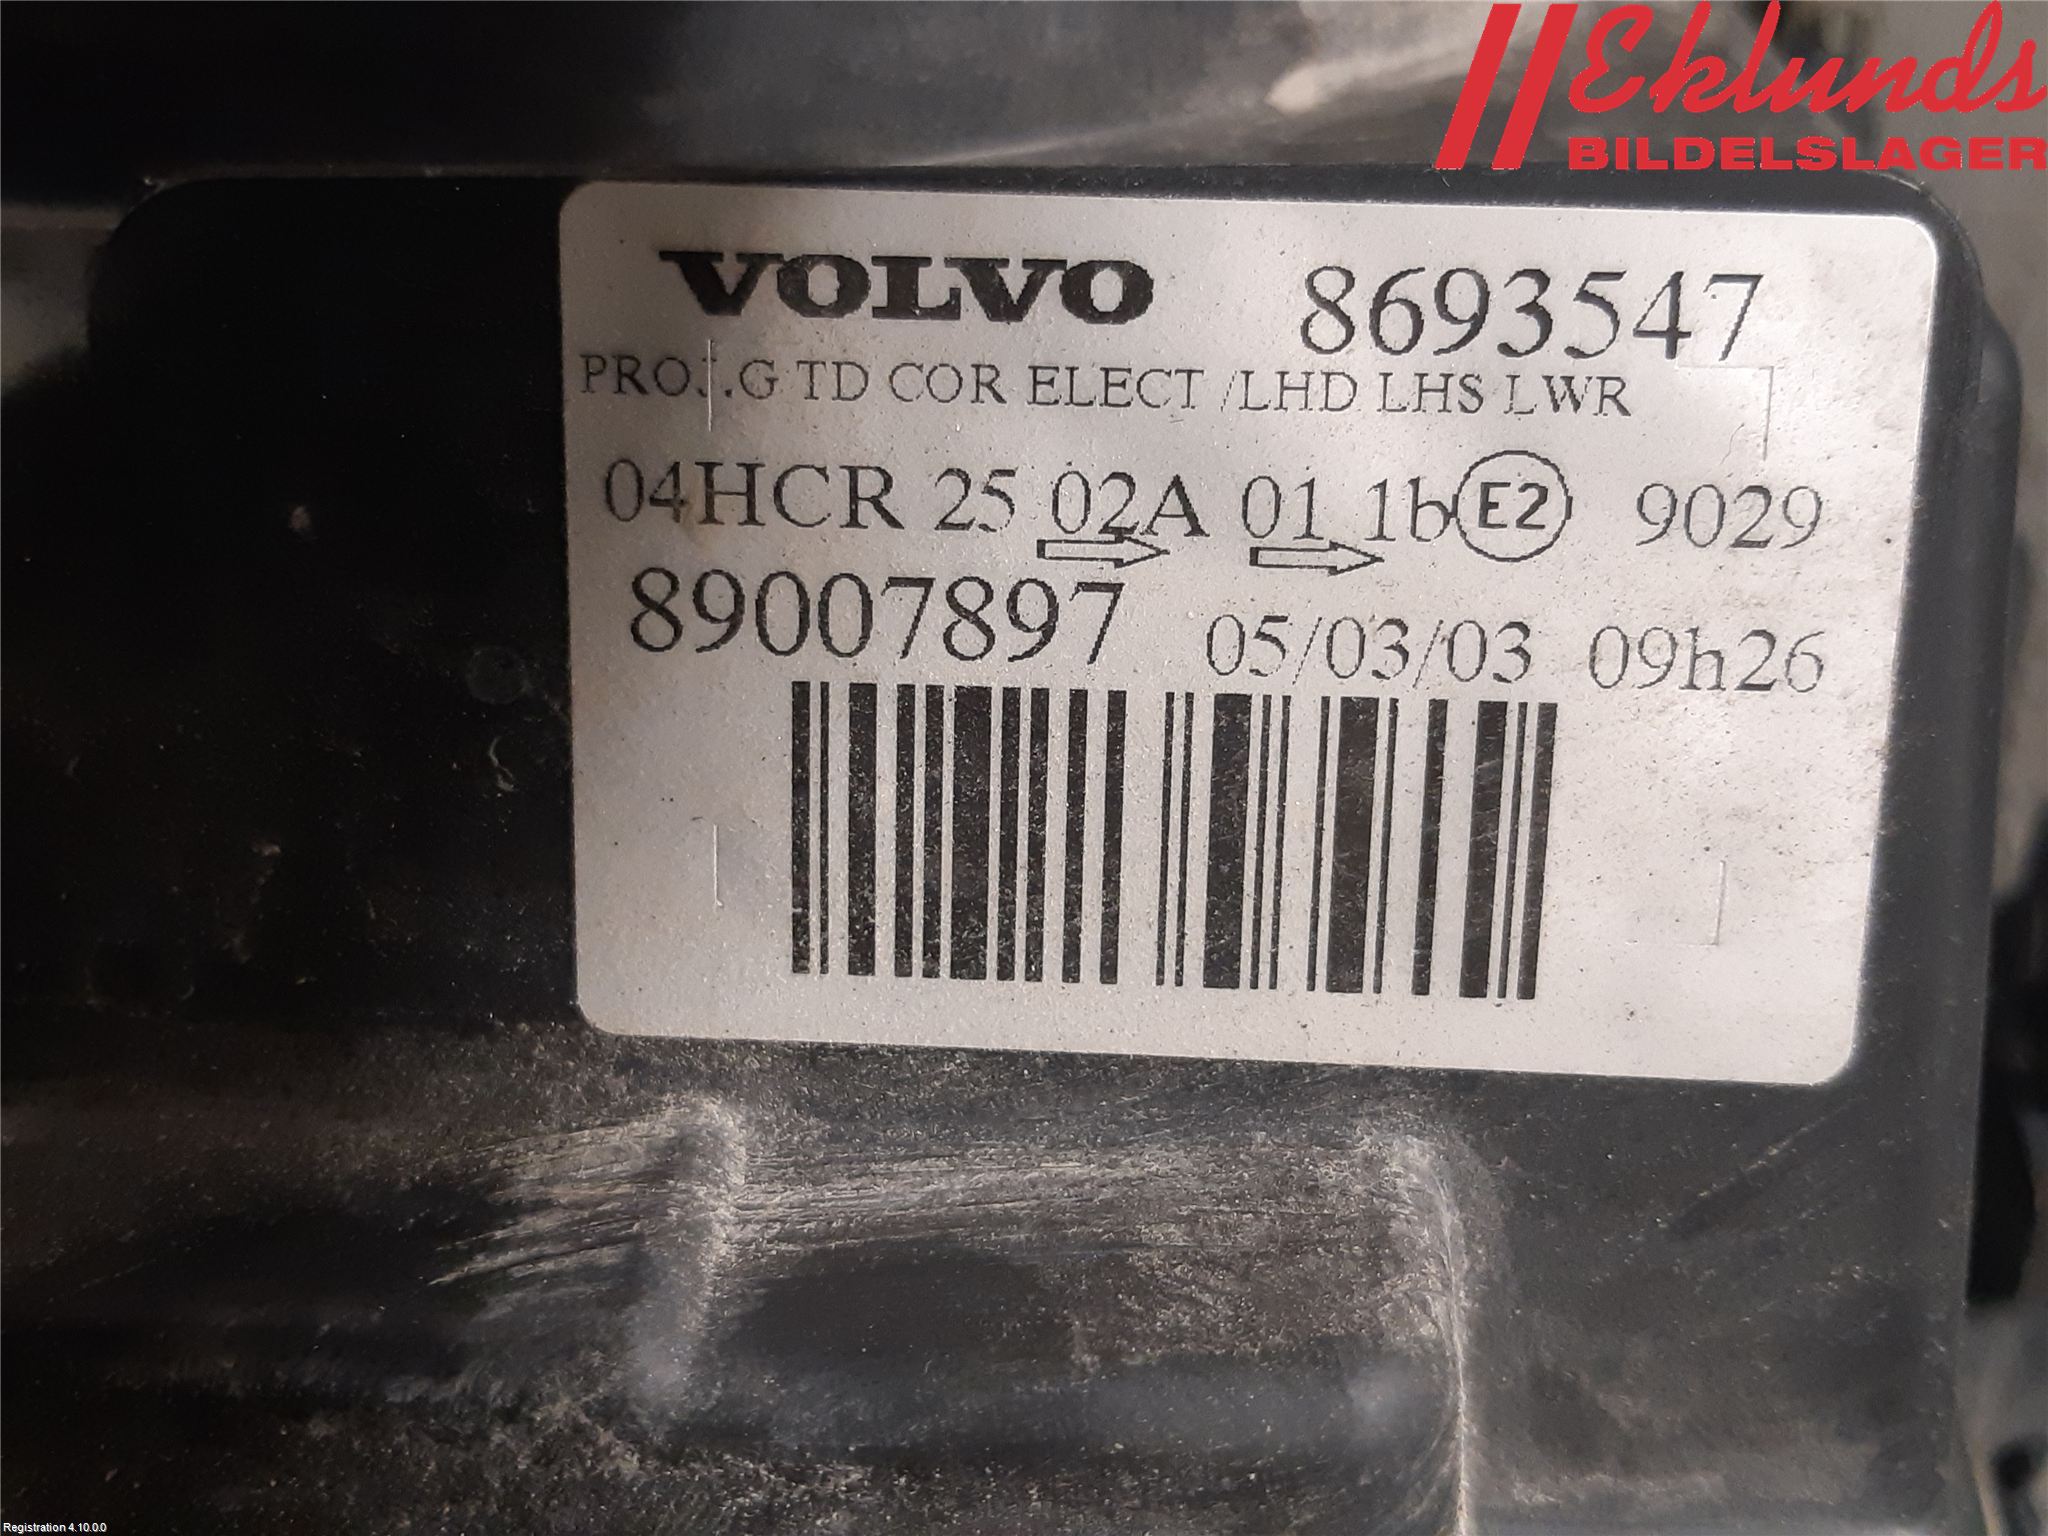 Eklunds
BILDELSLAGER
VOLVO 8693547
PROJ.G TD COR ELECT /LHD LHS LWR
04HCR 25 02A 01 1b E2 9029
89007897 05/03/03 09h26
Registration 4.10.0.0